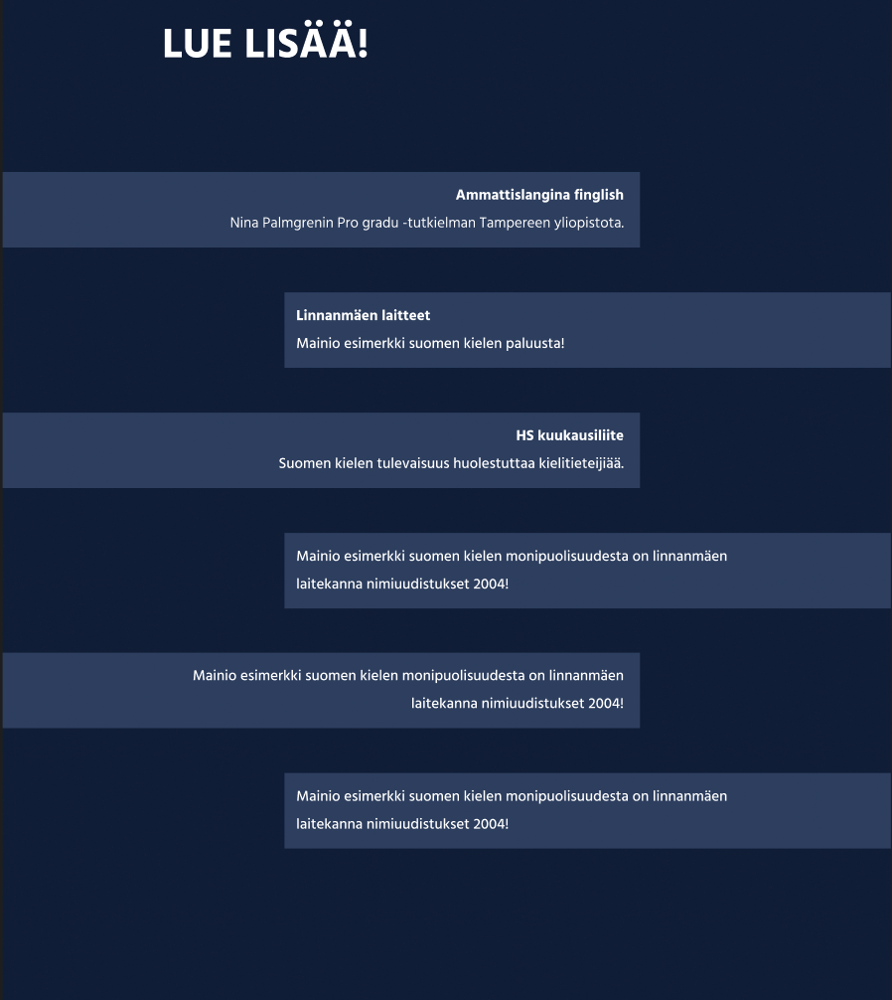 LUE LISÄÄ!
Ammattislangina finglish
Nina Palmgrenin Pro gradu -tutkielman Tampereen yliopistota.
Linnanmäen laitteet
Mainio esimerkki suomen kielen paluusta!
HS kuukausiliite
Suomen kielen tulevaisuus huolestuttaa kielitieteijiää.
Mainio esimerkki suomen kielen monipuolisuudesta on linnanmäen
laitekanna nimiuudistukset 2004!
Mainio esimerkki suomen kielen monipuolisuudesta on linnanmäen
laitekanna nimiuudistukset 2004!
Mainio esimerkki suomen kielen monipuolisuudesta on linnanmäen
laitekanna nimiuudistukset 2004!